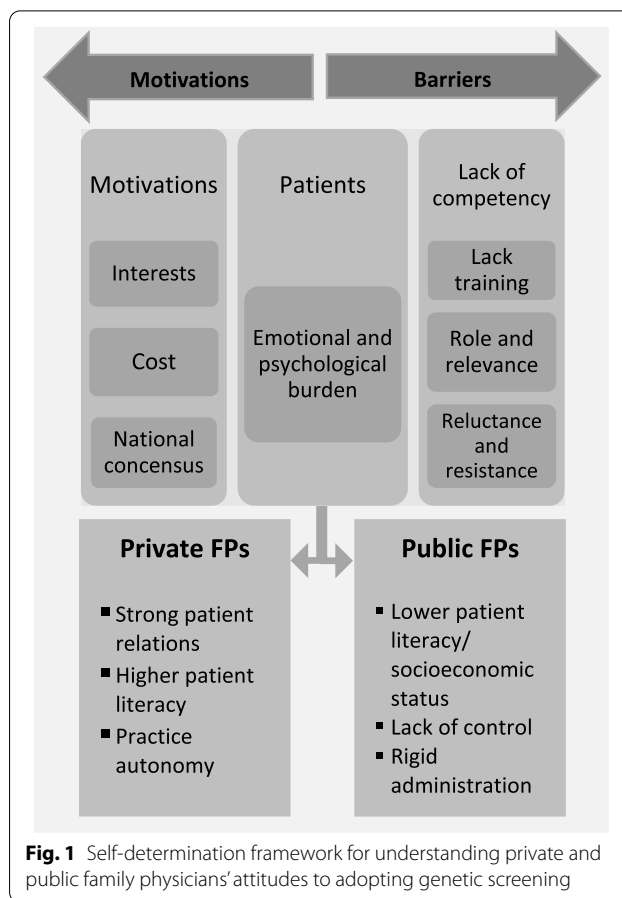 Motivations
Barriers
Motivations
Interests
Cost
National
concensus
Patients
Emotional and
psychological
burden
Lack of
competency
Lack
training
Role and
relevance
Reluctance
and
resistance
Private FPs
▪ Strong patient
relations
▪ Higher patient
literacy
▪ Practice
autonomy
Public FPs
▪ Lower patient
literacy/
socioeconomic
status
▪ Lack of control
▪ Rigid
administration
Fig. 1 Self-determination framework for understanding private and
public family physicians’ attitudes to adopting genetic screening